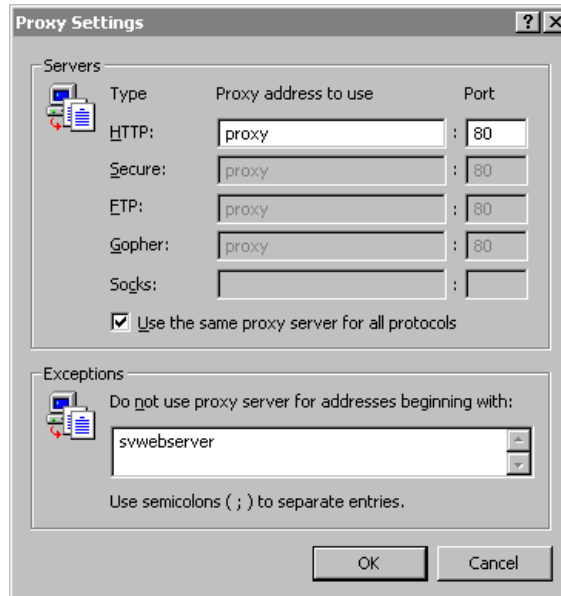 Proxy Settings
Servers
Type Proxy address to use Port
HTTP: proxy : 80
Secure: proxy : 80
FTP: proxy : 80
Gopher: proxy : 80
Socks: :
Use the same proxy server for all protocols
Exceptions
Do not use proxy server for addresses beginning with:
svwebserver
Use semicolons ( ; ) to separate entries.
OK Cancel